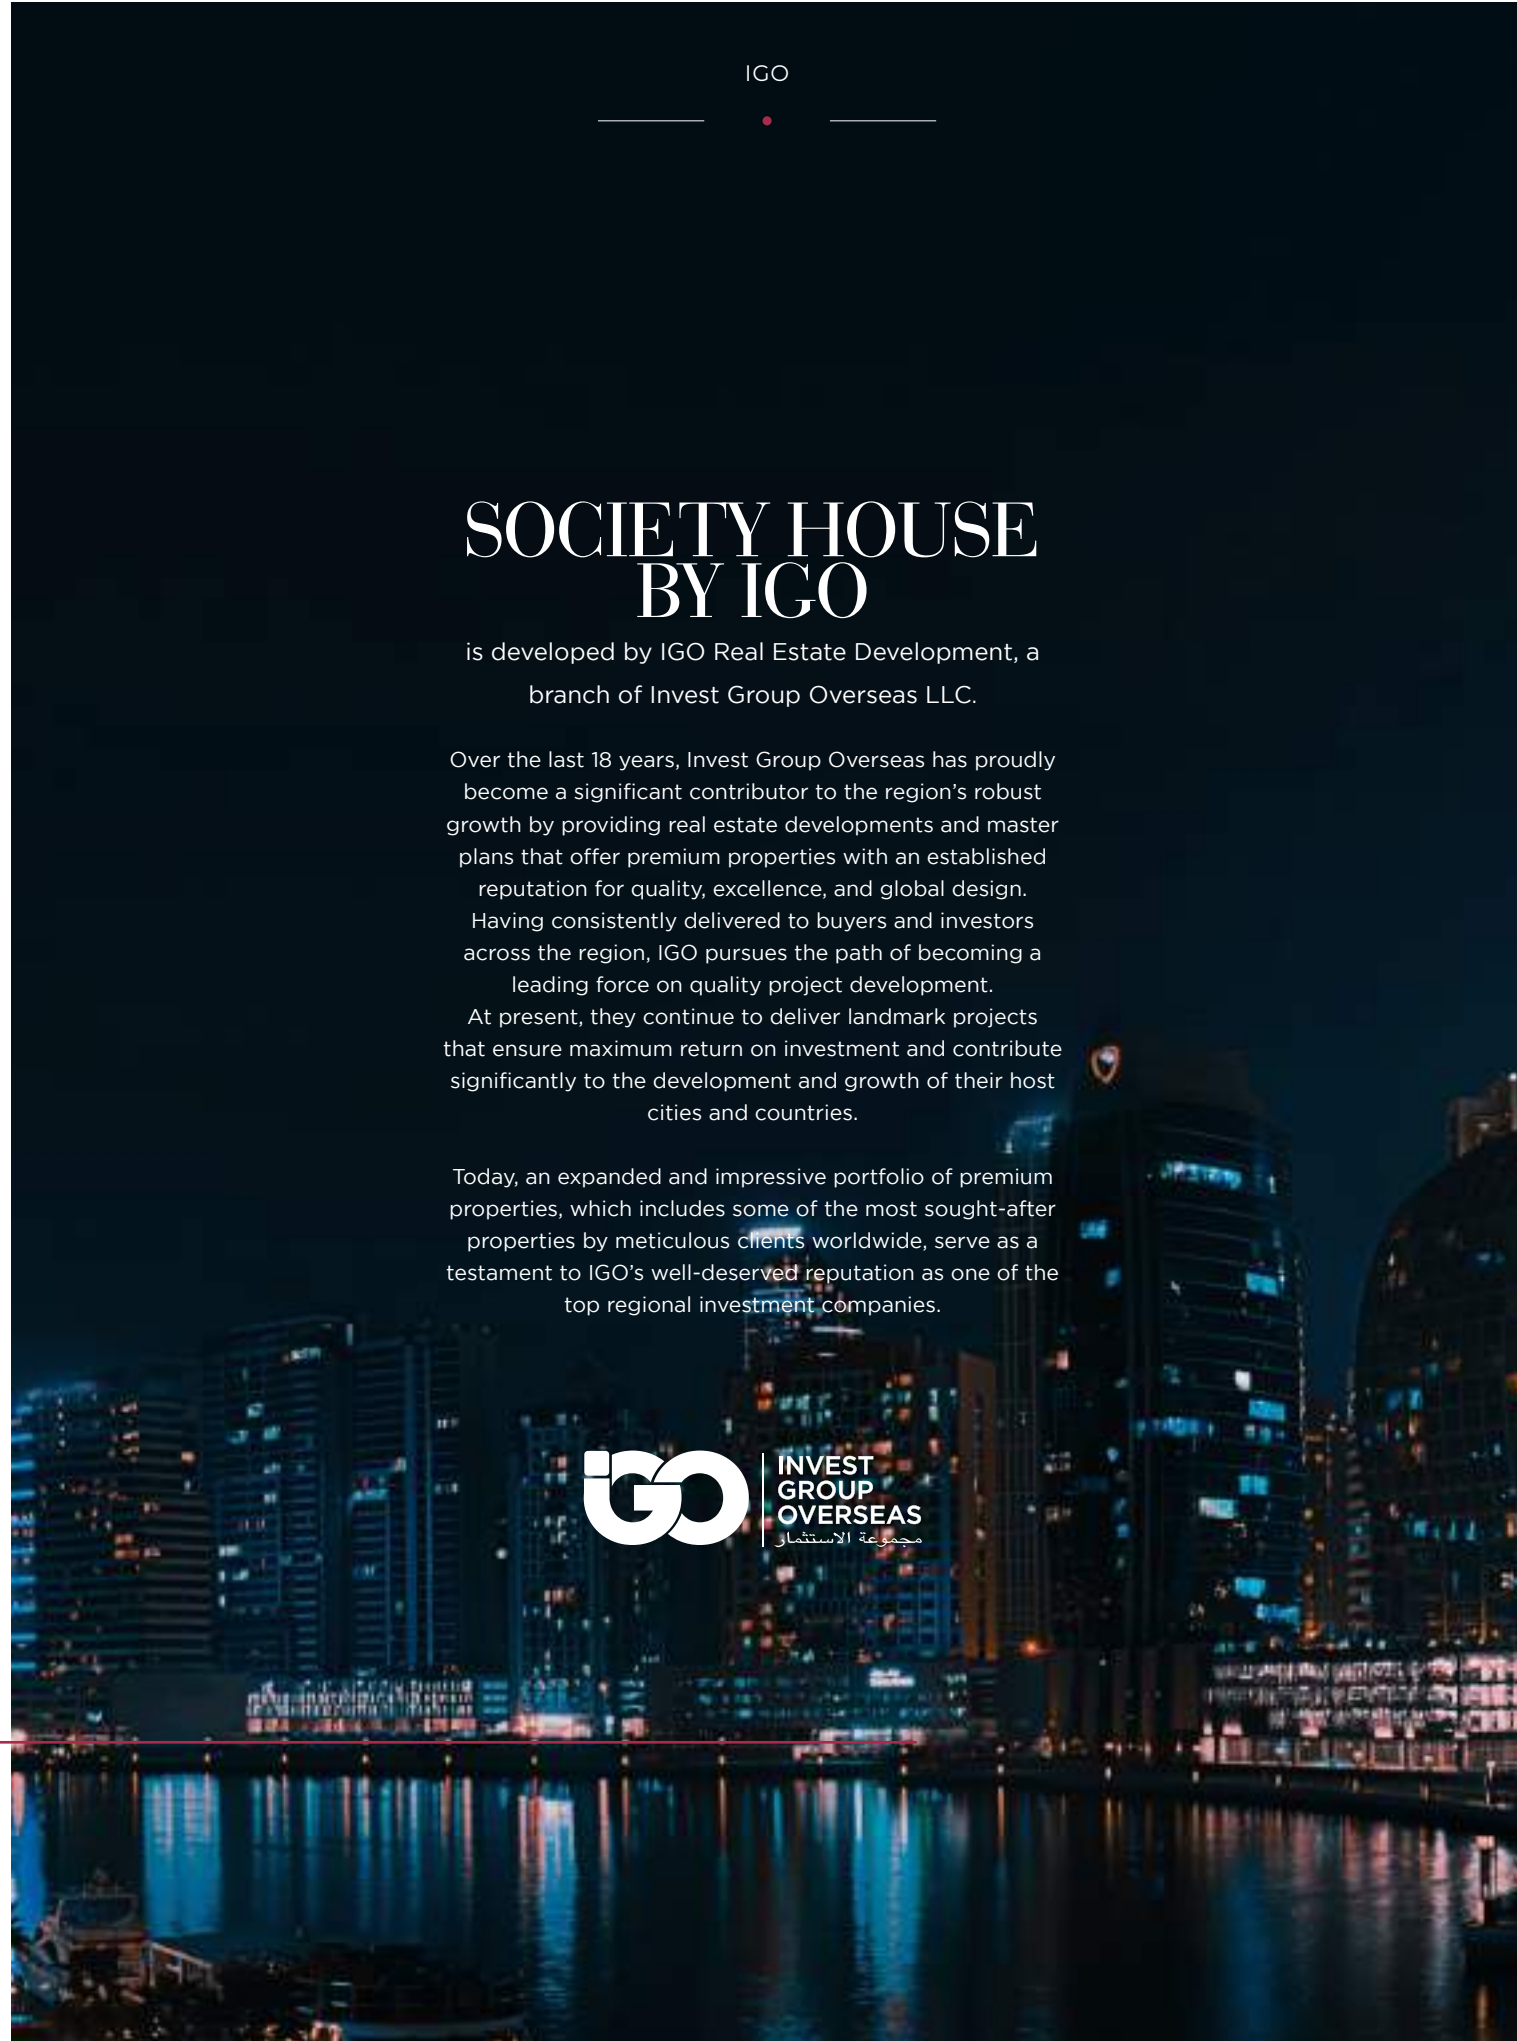 IGO
SOCIETY HOUSE
BY IGO
is developed by IGO Real Estate Development, a
branch of Invest Group Overseas LLC.
Over the last 18 years, Invest Group Overseas has proudly
become a significant contributor to the region’s robust
growth by providing real estate developments and master
plans that offer premium properties with an established
reputation for quality, excellence, and global design.
Having consistently delivered to buyers and investors
across the region, IGO pursues the path of becoming a
leading force on quality project development.
At present, they continue to deliver landmark projects
that ensure maximum return on investment and contribute
significantly to the development and growth of their host
cities and countries.
Today, an expanded and impressive portfolio of premium
properties, which includes some of the most sought-after
properties by meticulous clients worldwide, serve as a
testament to IGO’s well-deserved reputation as one of the
top regional investment companies.
iGO
INVEST
GROUP
OVERSEAS
مجموعة الاستثمار